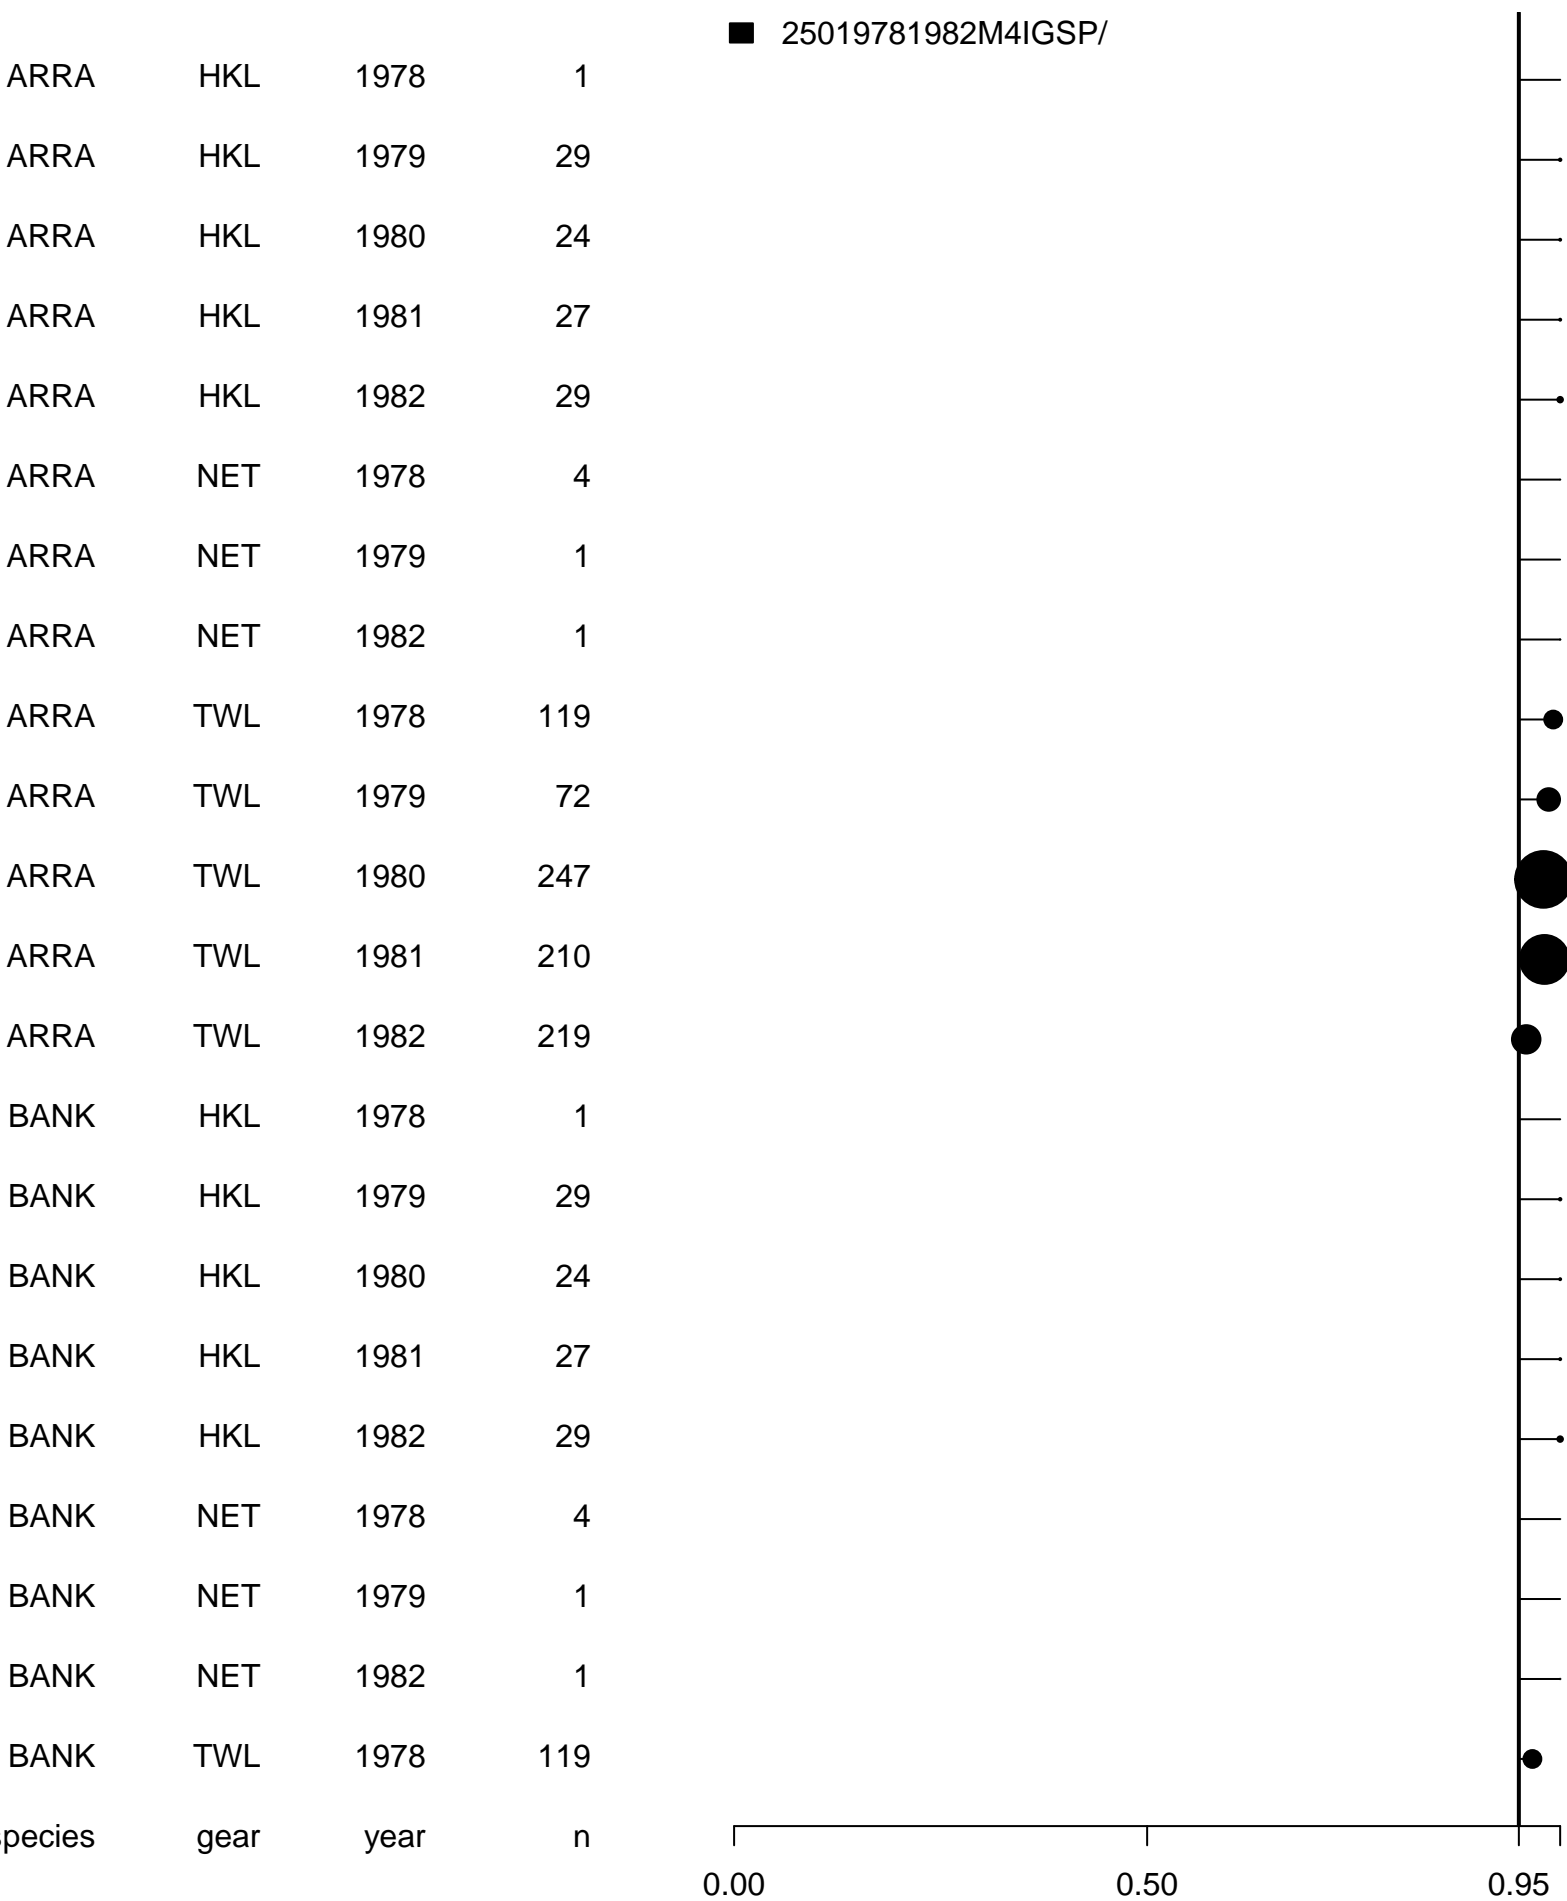 25019781982M4IGSP/
ARRA HKL 1978 1
ARRA HKL 1979 29
ARRA HKL 1980 24
ARRA HKL 1981 27
ARRA HKL 1982 29
ARRA NET 1978 4
ARRA NET 1979 1
ARRA NET 1982 1
ARRA TWL 1978 119
ARRA TWL 1979 72
ARRA TWL 1980 247
ARRA TWL 1981 210
ARRA TWL 1982 219
BANK HKL 1978 1
BANK HKL 1979 29
BANK HKL 1980 24
BANK HKL 1981 27
BANK HKL 1982 29
BANK NET 1978 4
BANK NET 1979 1
BANK NET 1982 1
BANK TWL 1978 119
species gear year n
0.00 0.50 0.95